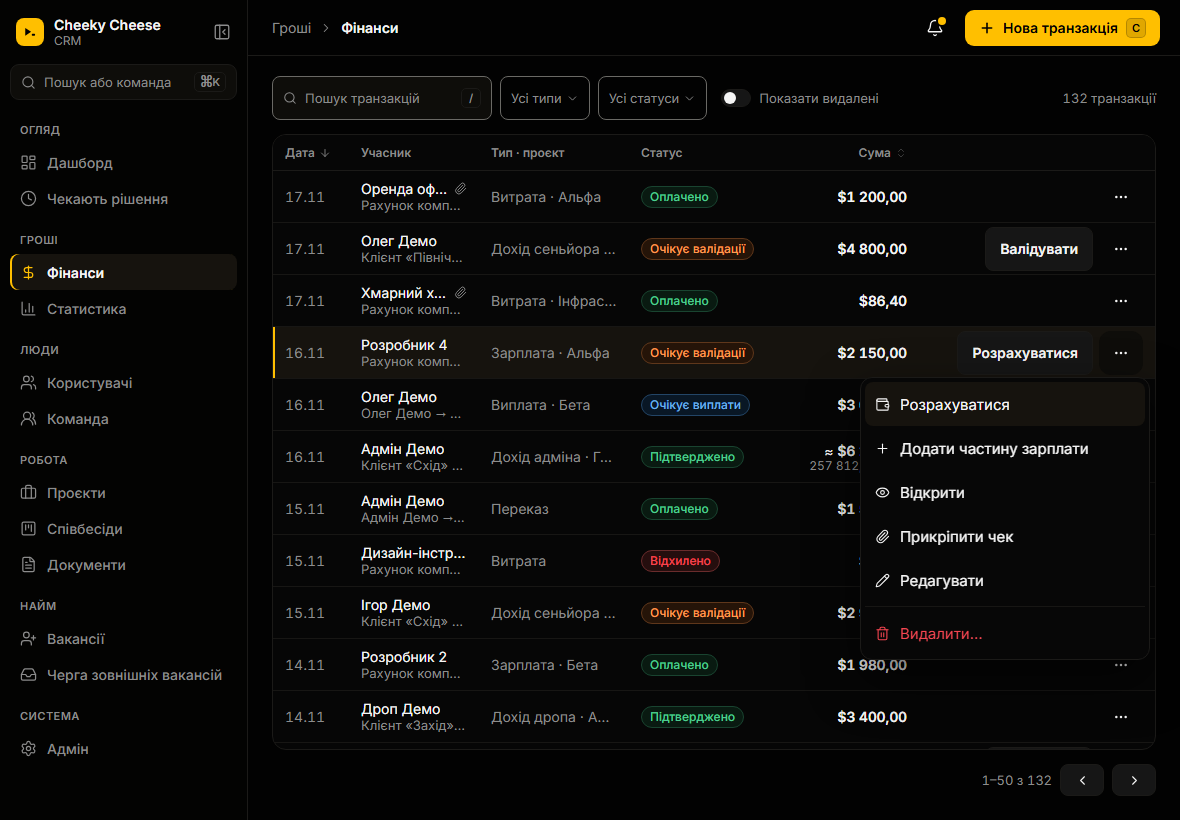 Cheeky Cheese
CRM
Пошук або команда ⌘K
ОГЛЯД
Дашборд
Чекають рішення
ГРОШІ
Фінанси
Статистика
ЛЮДИ
Користувачі
Команда
РОБОТА
Проєкти
Співбесіди
Документи
НАЙМ
Вакансії
Черга зовнішніх вакансій
СИСТЕМА
Адмін
Гроші > Фінанси
+ Нова транзакція C
Пошук транзакцій /
Усі типи
Усі статуси
Показати видалені
132 транзакції
Дата ↓ Учасник Тип · проєкт Статус Сума
17.11 Оренда оф... Витрата · Альфа Оплачено $1 200,00 ...
Рахунок комп...
17.11 Олег Демо Дохід сеньйора ... Очікує валідації $4 800,00 Валідувати ...
Клієнт «Північ...
17.11 Хмарний х... Витрата · Інфрас... Оплачено $86,40 ...
Рахунок комп...
16.11 Розробник 4 Зарплата · Альфа Очікує валідації $2 150,00 Розрахуватися ...
Рахунок комп...
16.11 Олег Демо Виплата · Бета Очікує виплати
Олег Демо → ...
16.11 Адмін Демо Дохід адміна · Г... Підтверджено ≈ $6
Клієнт «Схід» ... 257 812
15.11 Адмін Демо Переказ Оплачено $1
Адмін Демо →...
15.11 Дизайн-інстр... Витрата Відхилено
Рахунок комп...
15.11 Ігор Демо Дохід сеньйора ... Очікує валідації $2
Клієнт «Схід» ...
14.11 Розробник 2 Зарплата · Бета Оплачено $1 980,00 ...
Рахунок комп...
14.11 Дроп Демо Дохід дропа · А... Підтверджено $3 400,00 ...
Клієнт «Захід»...
Розрахуватися
+ Додати частину зарплати
Відкрити
Прикріпити чек
Редагувати
Видалити...
1–50 з 132 < >